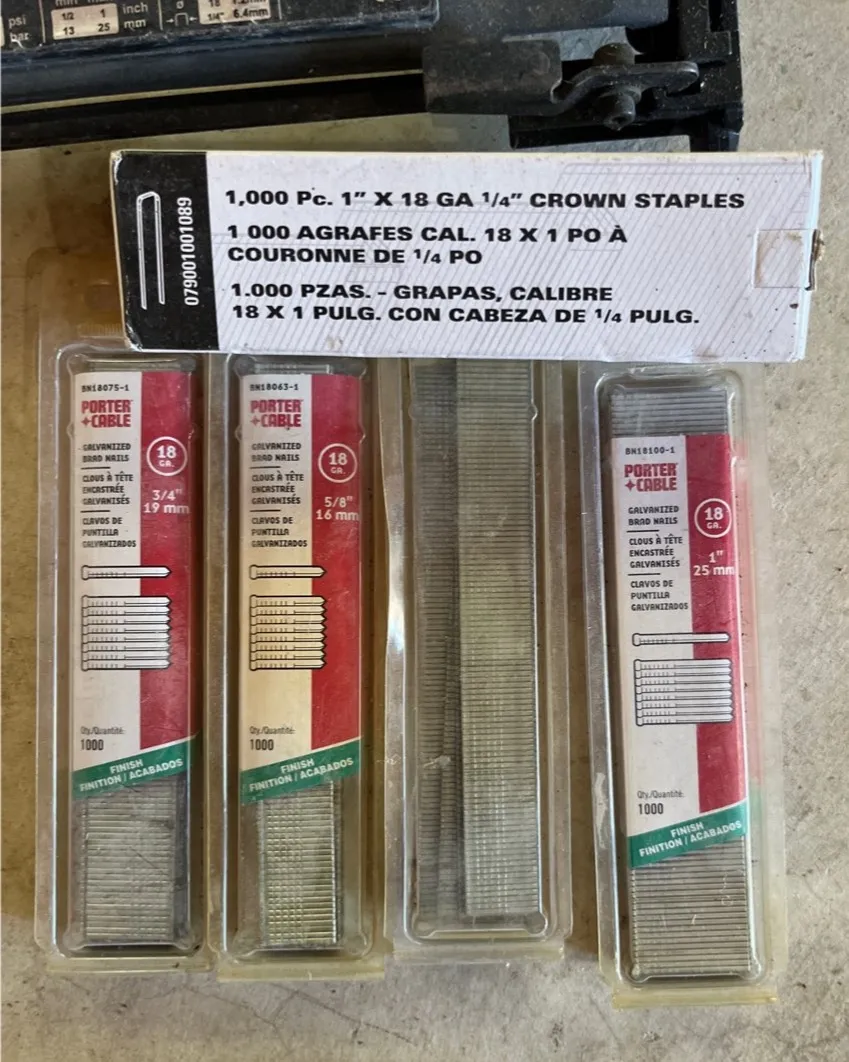 psi
bar
1/2
1
inch
13
25
mm
18
1/4"
6.4mm
079001001089
1,000 Pc. 1" X 18 GA 1/4" CROWN STAPLES
1 000 AGRAFES CAL. 18 X 1 PO À
COURONNE DE 1/4 PO
1.000 PZAS. - GRAPAS, CALIBRE
18 X 1 PULG. CON CABEZA DE 1/4 PULG.
BN18075-1
PORTER
+CABLE
GALVANIZED
BRAD NAILS
CLOUS À TÊTE
ENCASTRÉE
GALVANISÉS
CLAVOS DE
PUNTILLA
GALVANIZADOS
18
GA.
3/4"
19 mm
Qty./Quantité:
1000
FINISH
FINITION / ACABADOS
BN18063-1
PORTER
+CABLE
GALVANIZED
BRAD NAILS
CLOUS À TÊTE
ENCASTRÉE
GALVANISÉS
CLAVOS DE
PUNTILLA
GALVANIZADOS
18
GA.
5/8"
16 mm
Qty./Quantité:
1000
FINISH
FINITION / ACABADOS
BN18100-1
PORTER
+CABLE
GALVANIZED
BRAD NAILS
CLOUS À TÊTE
ENCASTRÉE
GALVANISÉS
CLAVOS DE
PUNTILLA
GALVANIZADOS
18
GA.
1"
25 mm
Qty./Quantité:
1000
FINISH
FINITION / ACABADOS